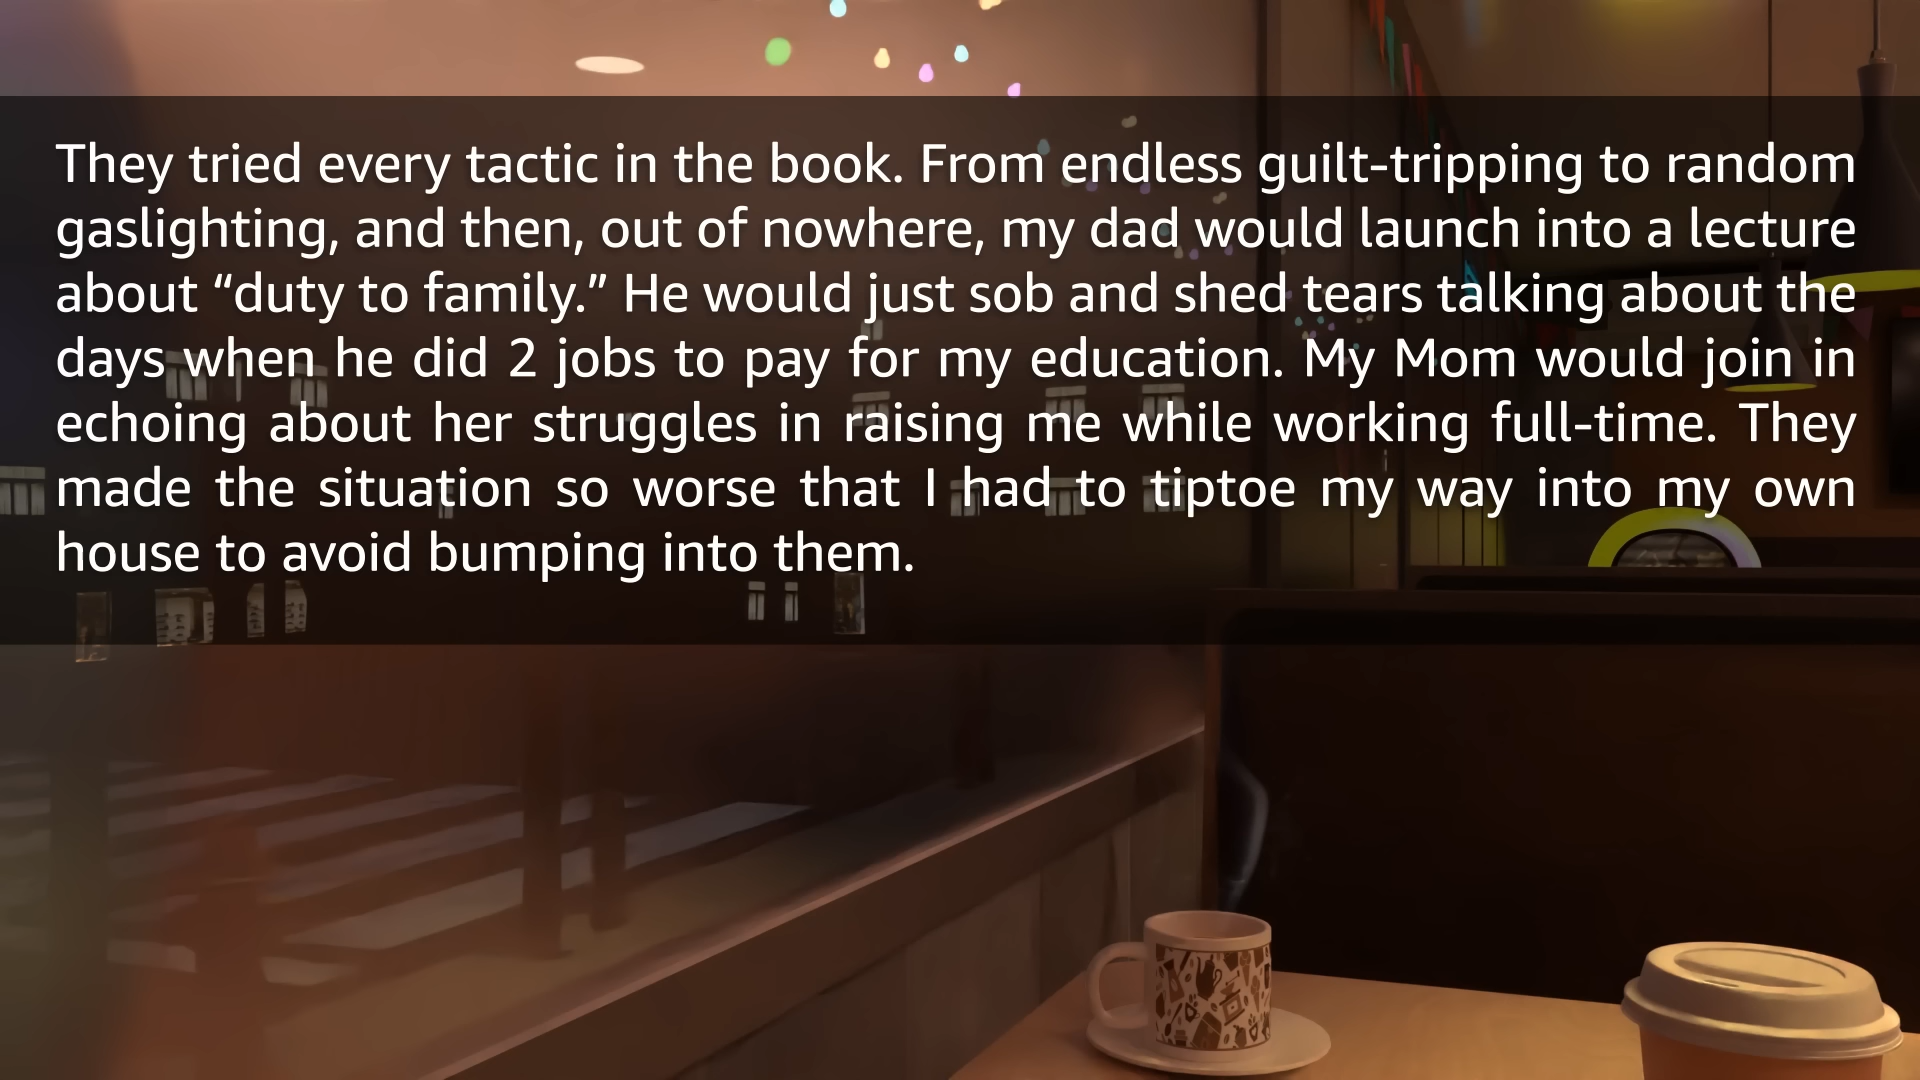 They tried every tactic in the book. From endless guilt-tripping to random
gaslighting, and then, out of nowhere, my dad would launch into a lecture
about “duty to family.” He would just sob and shed tears talking about the
days when he did 2 jobs to pay for my education. My Mom would join in
echoing about her struggles in raising me while working full-time. They
made the situation so worse that I had to tiptoe my way into my own
house to avoid bumping into them.